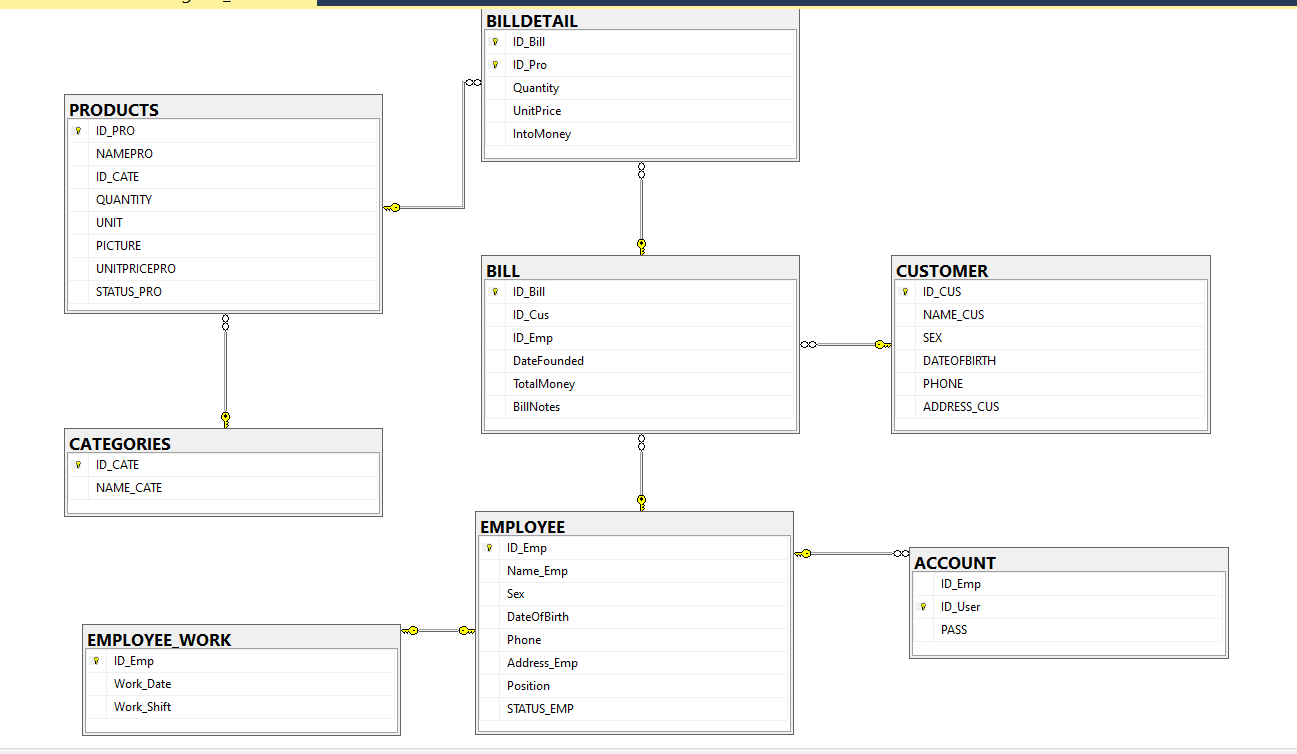 BILLDETAIL
ID_Bill
ID_Pro
Quantity
UnitPrice
IntoMoney
PRODUCTS
ID_PRO
NAMEPRO
ID_CATE
QUANTITY
UNIT
PICTURE
UNITPRICEPRO
STATUS_PRO
BILL
ID_Bill
ID_Cus
ID_Emp
DateFounded
TotalMoney
BillNotes
CUSTOMER
ID_CUS
NAME_CUS
SEX
DATEOFBIRTH
PHONE
ADDRESS_CUS
CATEGORIES
ID_CATE
NAME_CATE
EMPLOYEE
ID_Emp
Name_Emp
Sex
DateOfBirth
Phone
Address_Emp
Position
STATUS_EMP
ACCOUNT
ID_Emp
ID_User
PASS
EMPLOYEE_WORK
ID_Emp
Work_Date
Work_Shift